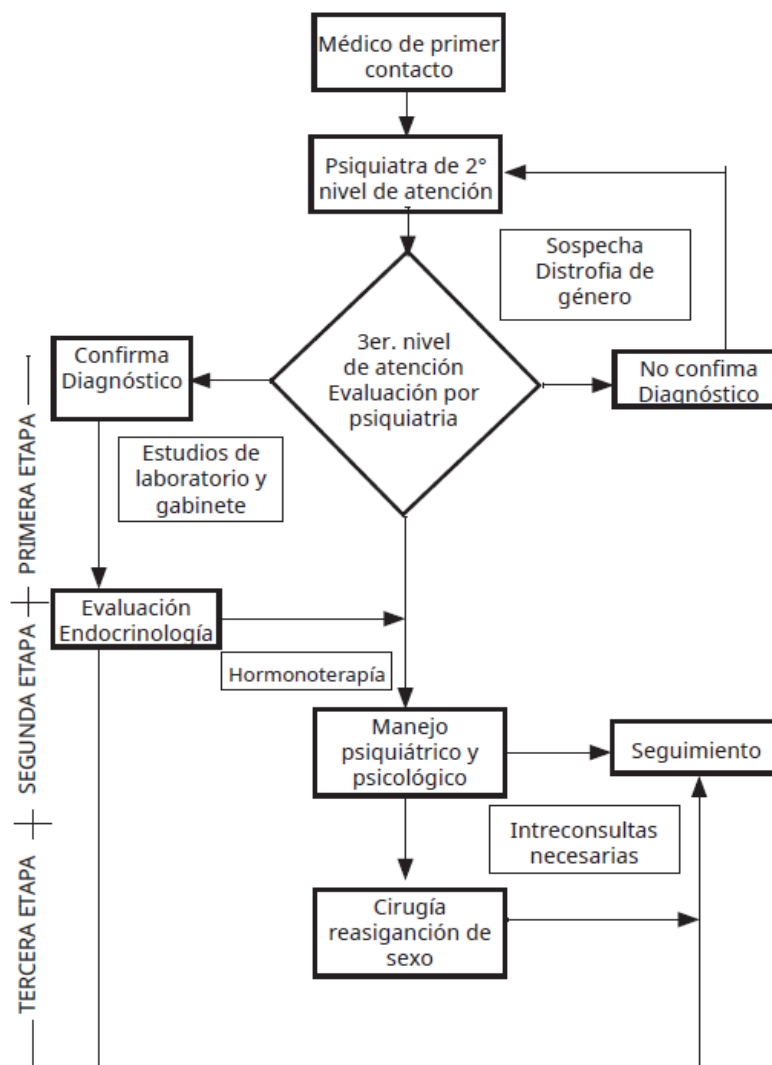 Médico de primer
contacto
Psiquiatra de 2°
nivel de atención
Sospecha
Distrofia de
género
3er. nivel
de atención
Evaluación por
psiquiatria
Confirma
Diagnóstico
No confima
Diagnóstico
Estudios de
laboratorio y
gabinete
PRIMERA ETAPA
Evaluación
Endocrinología
Hormonoterapía
SEGUNDA ETAPA
Manejo
psiquiátrico y
psicológico
Seguimiento
Intreconsultas
necesarias
TERCERA ETAPA
Cirugía
reasiganción de
sexo